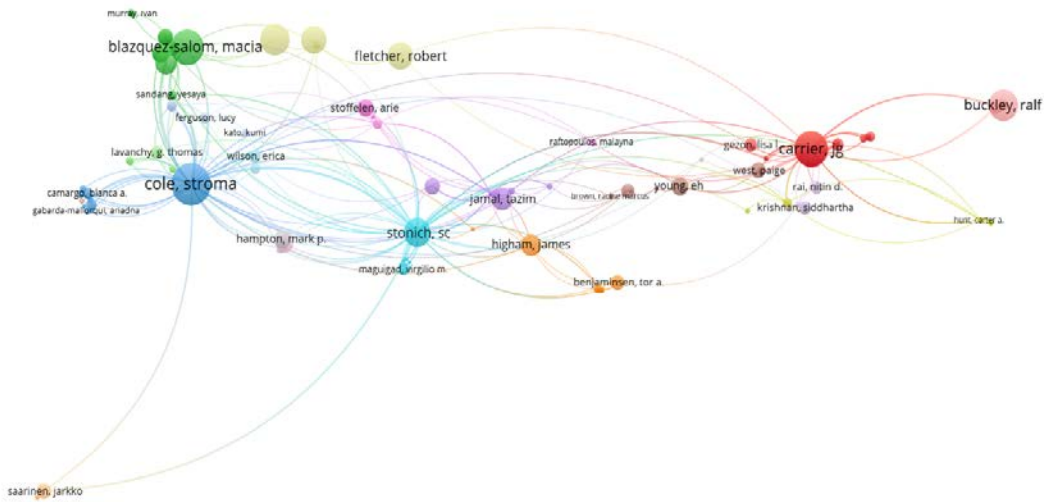 murray, ivan
blazquez-salom, macia
fletcher, robert
sandang, yesaya
stoffelen, arie
buckley, ralf
ferguson, lucy
kato, kumi
raftopoulos, malayna
gezon, lisa l
carrier, jg
lavanchy, g. thomas
wilson, erica
west, paige
cole, stroma
young, eh
rai, nitin d.
camargo, blanca a.
jamal, tazim
krishnan, siddhartha
gabarda-mallorqui, ariadna
hunt, carter a.
hampton, mark p.
stonich, sc
higham, james
maguigad, virgilio m
benjaminsen, tor a.
saarinen, jarkko